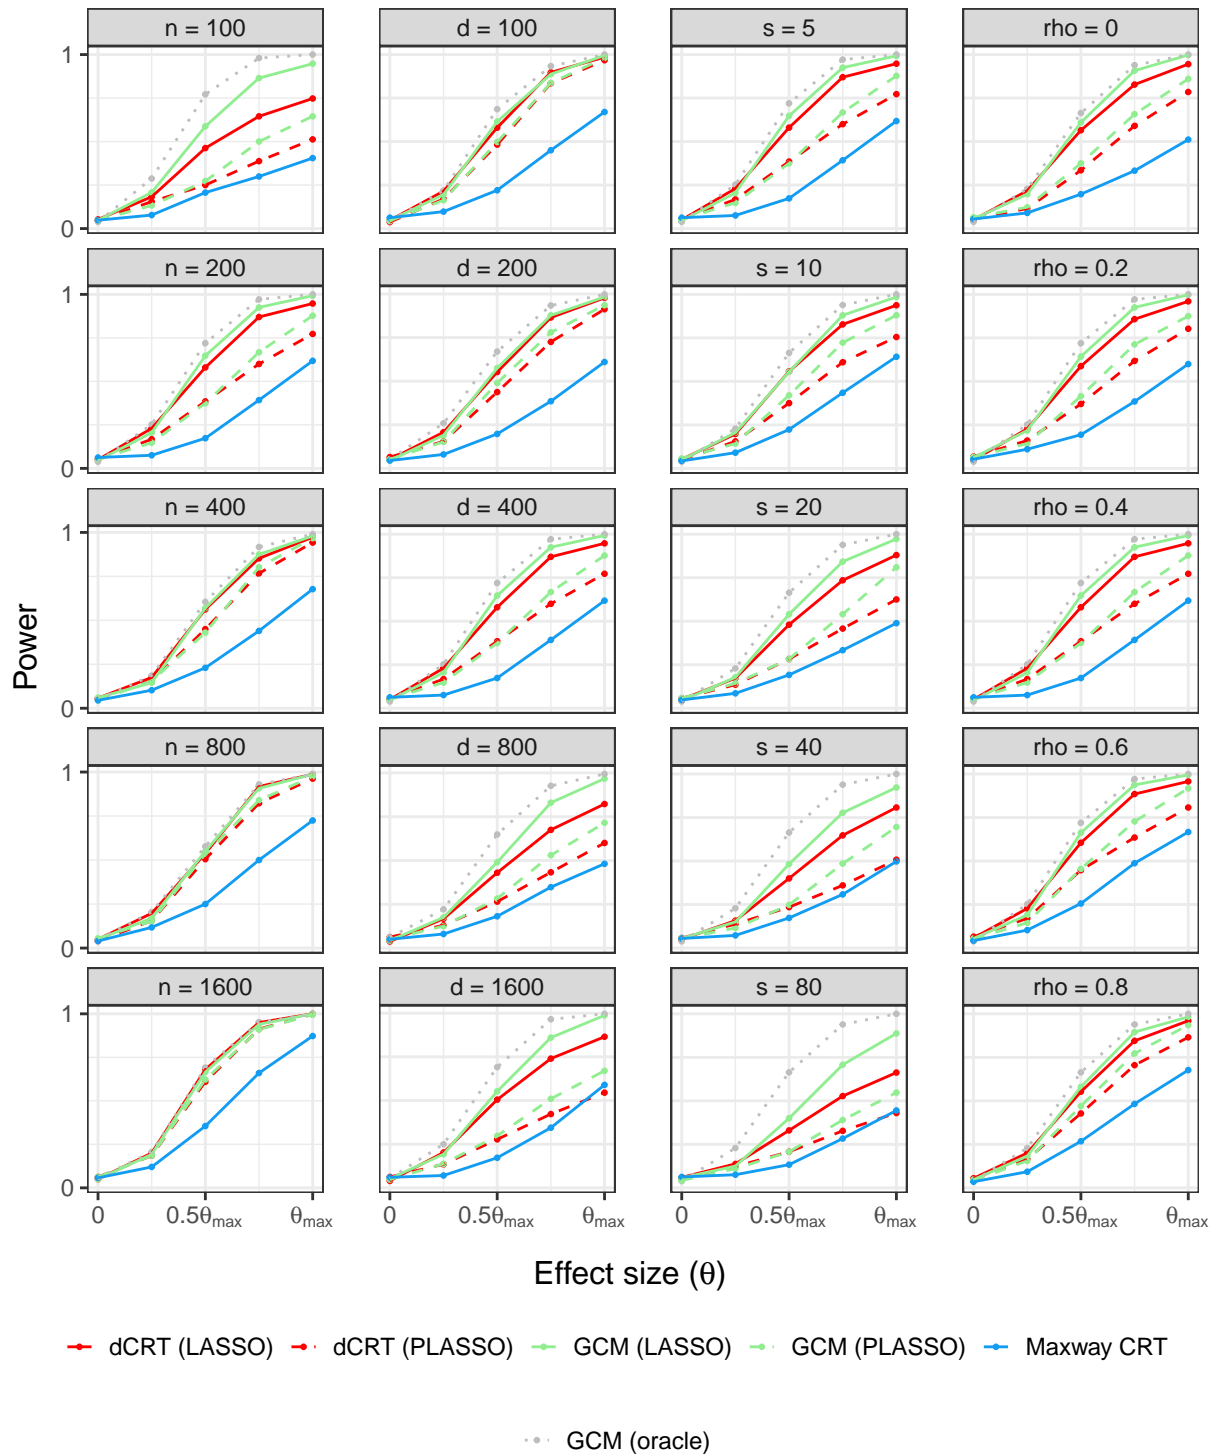 n = 100 d = 100 s = 5 rho = 0
1
0
n = 200 d = 200 s = 10 rho = 0.2
1
0
n = 400 d = 400 s = 20 rho = 0.4
1
0
n = 800 d = 800 s = 40 rho = 0.6
1
0
n = 1600 d = 1600 s = 80 rho = 0.8
1
0
Power
0 0.5θmax θmax 0 0.5θmax θmax 0 0.5θmax θmax 0 0.5θmax θmax
Effect size (θ)
dCRT (LASSO) dCRT (PLASSO) GCM (LASSO) GCM (PLASSO) Maxway CRT
GCM (oracle)